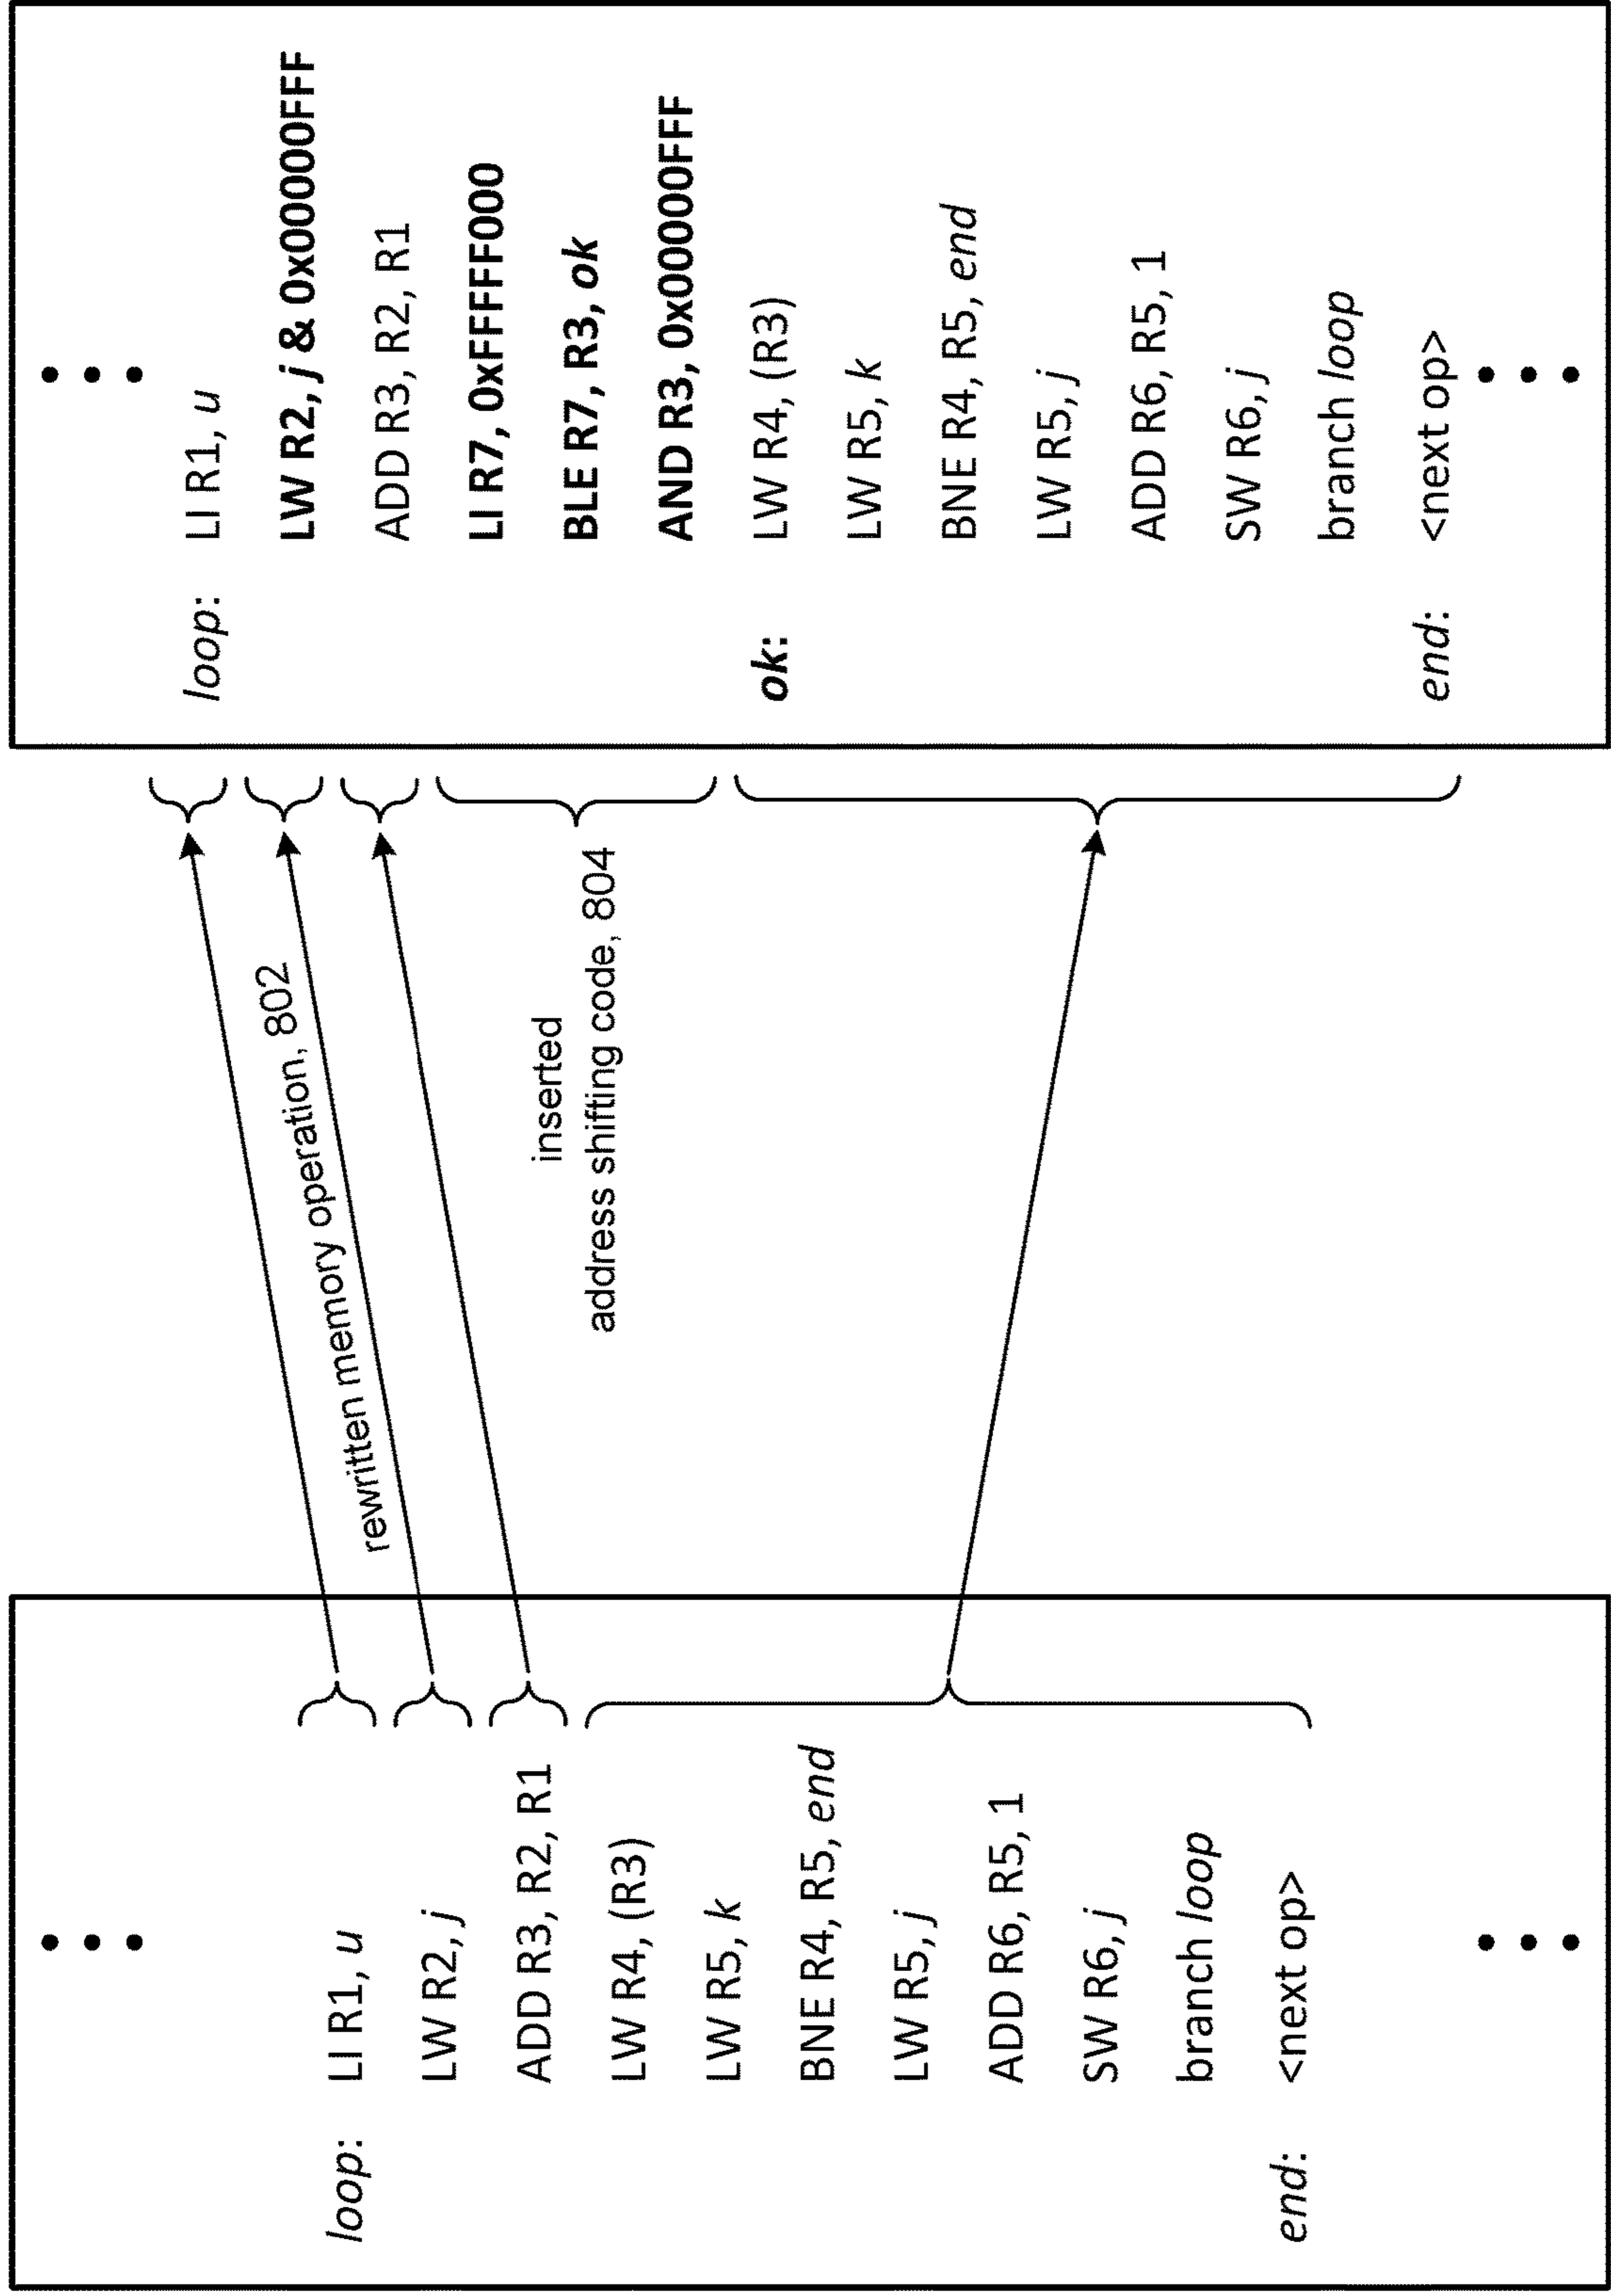 loop: LI R1, u
LW R2, j
ADD R3, R2, R1
LW R4, (R3)
LW R5, k
BNE R4, R5, end
LW R5, j
ADD R6, R5, 1
SW R6, j
branch loop
end: <next op>
rewritten memory operation, 802
inserted
address shifting code, 804
loop: LI R1, u
LW R2, j & 0x0000FFF
ADD R3, R2, R1
LI R7, 0xFFFFF000
BLE R7, R3, ok
AND R3, 0x00000FFF
ok: LW R4, (R3)
LW R5, k
BNE R4, R5, end
LW R5, j
ADD R6, R5, 1
SW R6, j
branch loop
end: <next op>